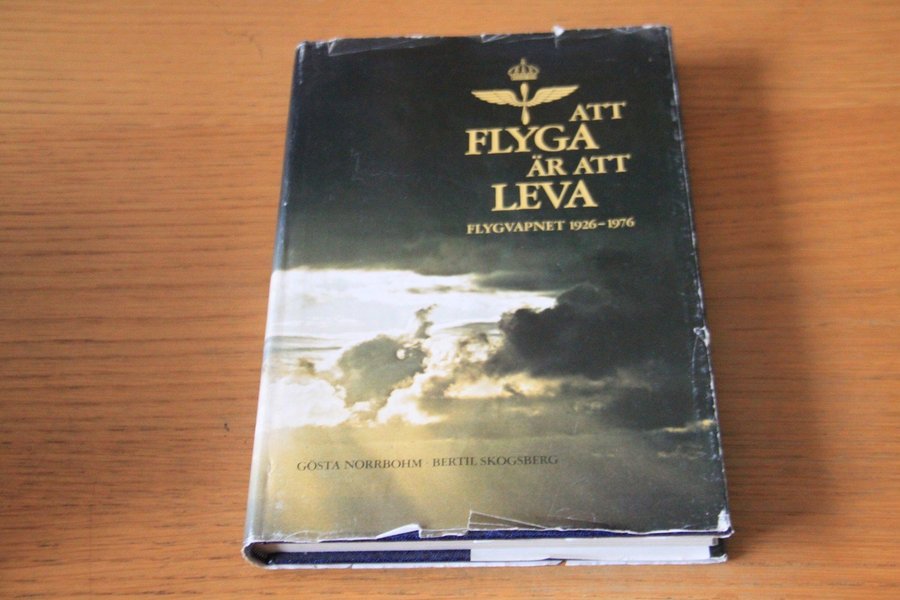 ATT
FLYGA
ÄR ATT
LEVA
FLYGVAPNET 1926–1976
GÖSTA NORRBOHM · BERTIL SKOGSBERG